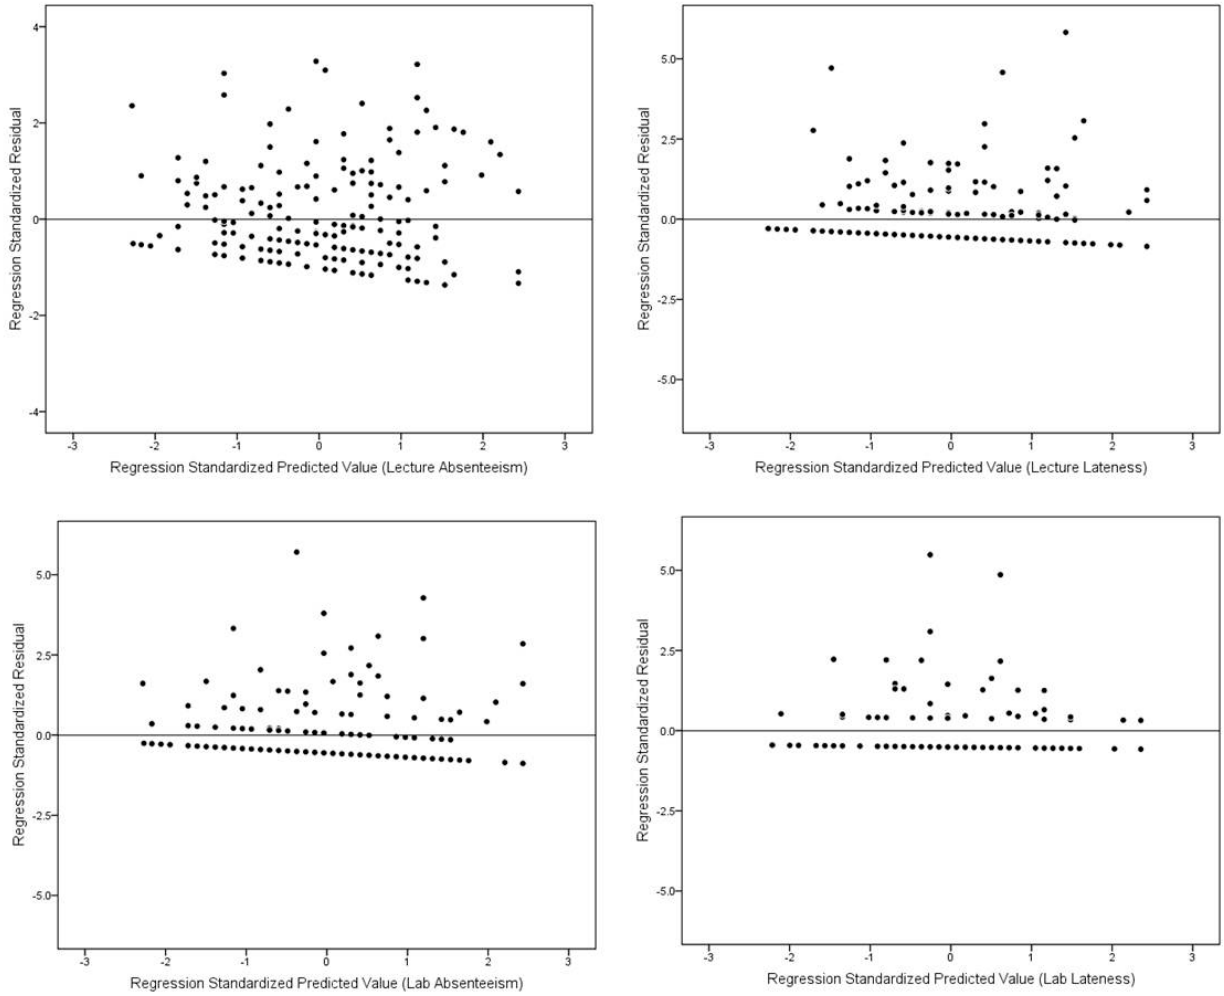 4
2
0
-2
-4
Regression Standardized Residual
-3 -2 -1 0 1 2 3
Regression Standardized Predicted Value (Lecture Absenteeism)
5.0
2.5
0.0
-2.5
-5.0
Regression Standardized Residual
-3 -2 -1 0 1 2 3
Regression Standardized Predicted Value (Lecture Lateness)
5.0
2.5
0.0
-2.5
-5.0
Regression Standardized Residual
-3 -2 -1 0 1 2 3
Regression Standardized Predicted Value (Lab Absenteeism)
5.0
2.5
0.0
-2.5
-5.0
Regression Standardized Residual
-3 -2 -1 0 1 2 3
Regression Standardized Predicted Value (Lab Lateness)